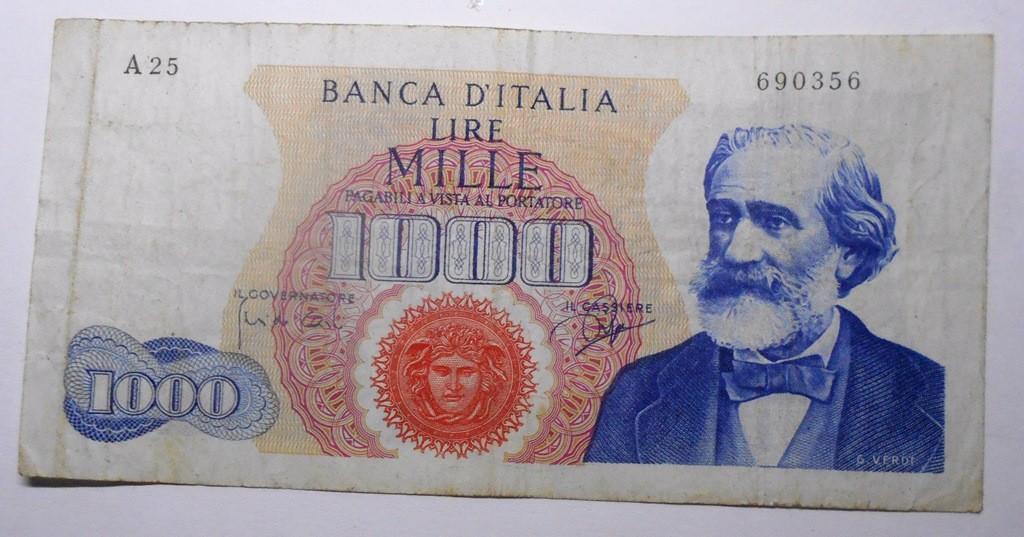 A 25
690356
BANCA D'ITALIA
LIRE
MILLE
PAGABILI A VISTA AL PORTATORE
1000
IL GOVERNATORE
IL CASSIERE
1000
G. VERDI